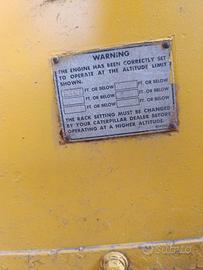 WARNING
THE ENGINE HAS BEEN CORRECTLY SET
TO OPERATE AT THE ALTITUDE LIMIT
SHOWN.
FT. OR BELOW FT. OR BELOW
FT. OR BELOW FT. OR BELOW
FT. OR BELOW FT. OR BELOW
THE RACK SETTING MUST BE CHANGED
BY YOUR CATERPILLAR DEALER BEFORE
OPERATING AT A HIGHER ALTITUDE.
subito